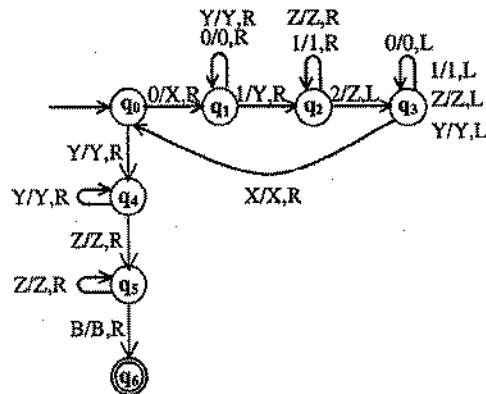 Y/Y,R Z/Z,R
0/0,R 1/1,R 0/0,L
1/1,L
0/X,R 1/Y,R 2/Z,L Z/Z,L
q0 q1 q2 q3
Y/Y,L
Y/Y,R
X/X,R
Y/Y,R q4
Z/Z,R
Z/Z,R q5
B/B,R
q6